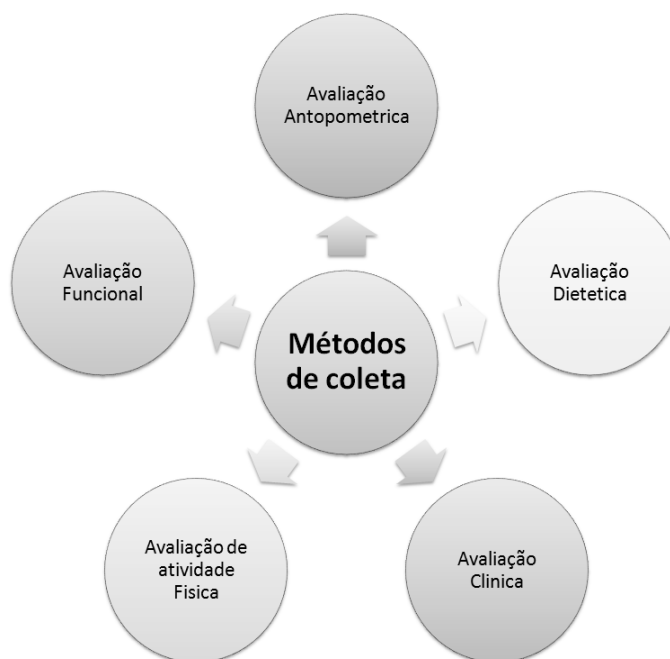 Avaliação
Antopometrica
Avaliação
Funcional
Avaliação
Dietetica
Métodos
de coleta
Avaliação de
atividade
Fisica
Avaliação
Clinica